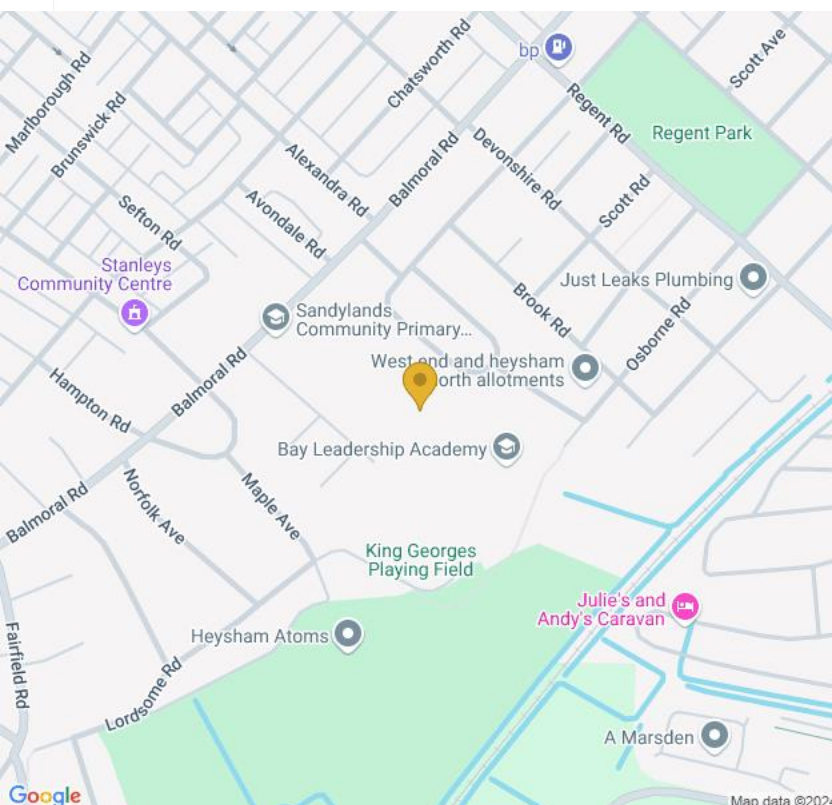 bp
Scott Ave
Chatsworth Rd
Marlborough Rd
Regent Rd
Brunswick Rd
Regent Park
Devonshire Rd
Alexandra Rd
Balmoral Rd
Scott Rd
Avondale Rd
Sefton Rd
Stanleys
Community Centre
Just Leaks Plumbing
Brook Rd
Sandylands
Community Primary...
Osborne Rd
West end and heysham
orth allotments
Hampton Rd
Balmoral Rd
Bay Leadership Academy
Balmoral Rd
Norfolk Ave
Maple Ave
King Georges
Playing Field
Julie's and
Andy's Caravan
Heysham Atoms
Fairfield Rd
Lordsome Rd
A Marsden
Google
Map data ©2024